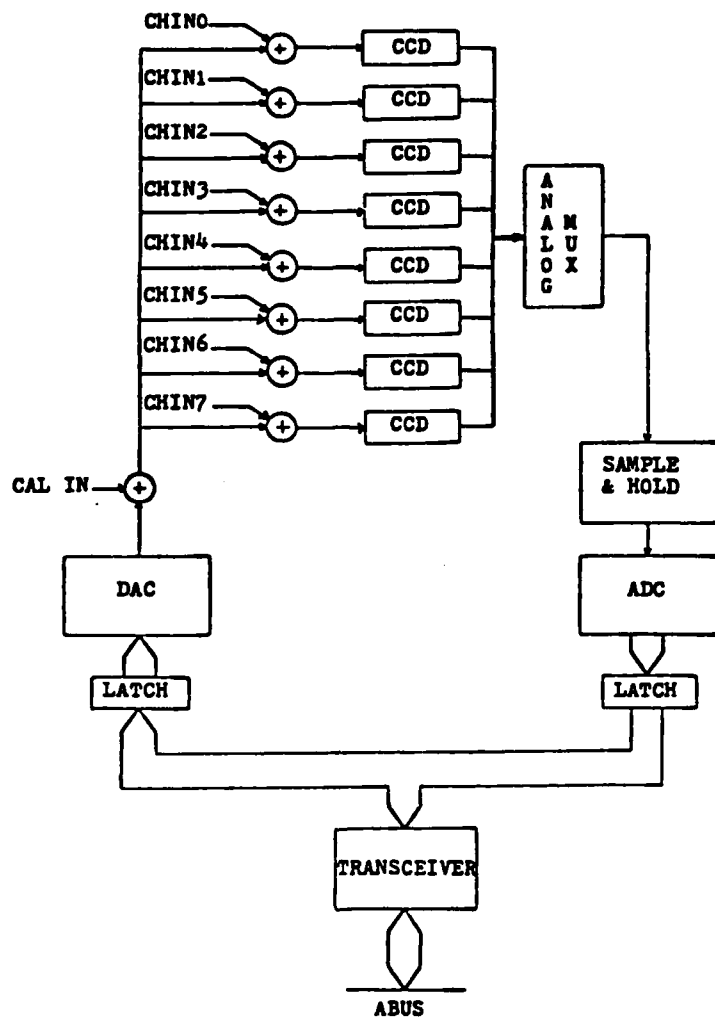 CHIN0
CCD
CHIN1
CCD
CHIN2
CCD
CHIN3
CCD
CHIN4
CCD
CHIN5
CCD
CHIN6
CCD
CHIN7
CCD
ANALOG
MUX
CAL IN
SAMPLE
& HOLD
DAC
ADC
LATCH
LATCH
TRANSCEIVER
ABUS